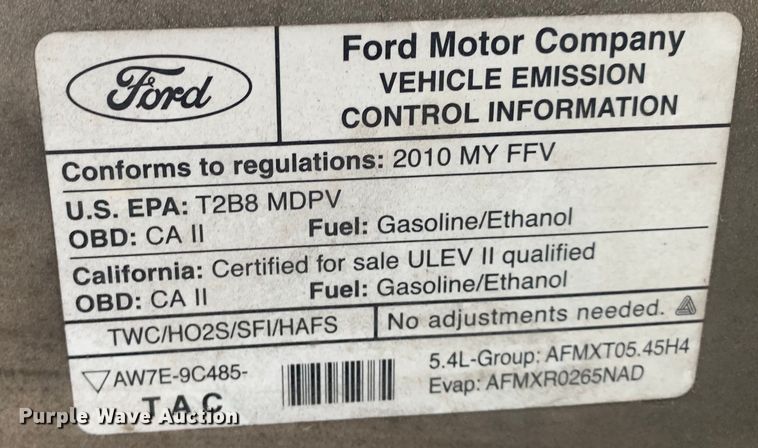 Ford
Ford Motor Company
VEHICLE EMISSION
CONTROL INFORMATION
Conforms to regulations: 2010 MY FFV
U.S. EPA: T2B8 MDPV
OBD: CA II Fuel: Gasoline/Ethanol
California: Certified for sale ULEV II qualified
OBD: CA II Fuel: Gasoline/Ethanol
TWC/HO2S/SFI/HAFS
No adjustments needed.
AW7E-9C485-
TAC
5.4L-Group: AFMXT05.45H4
Evap: AFMXR0265NAD
Purple Wave Auction